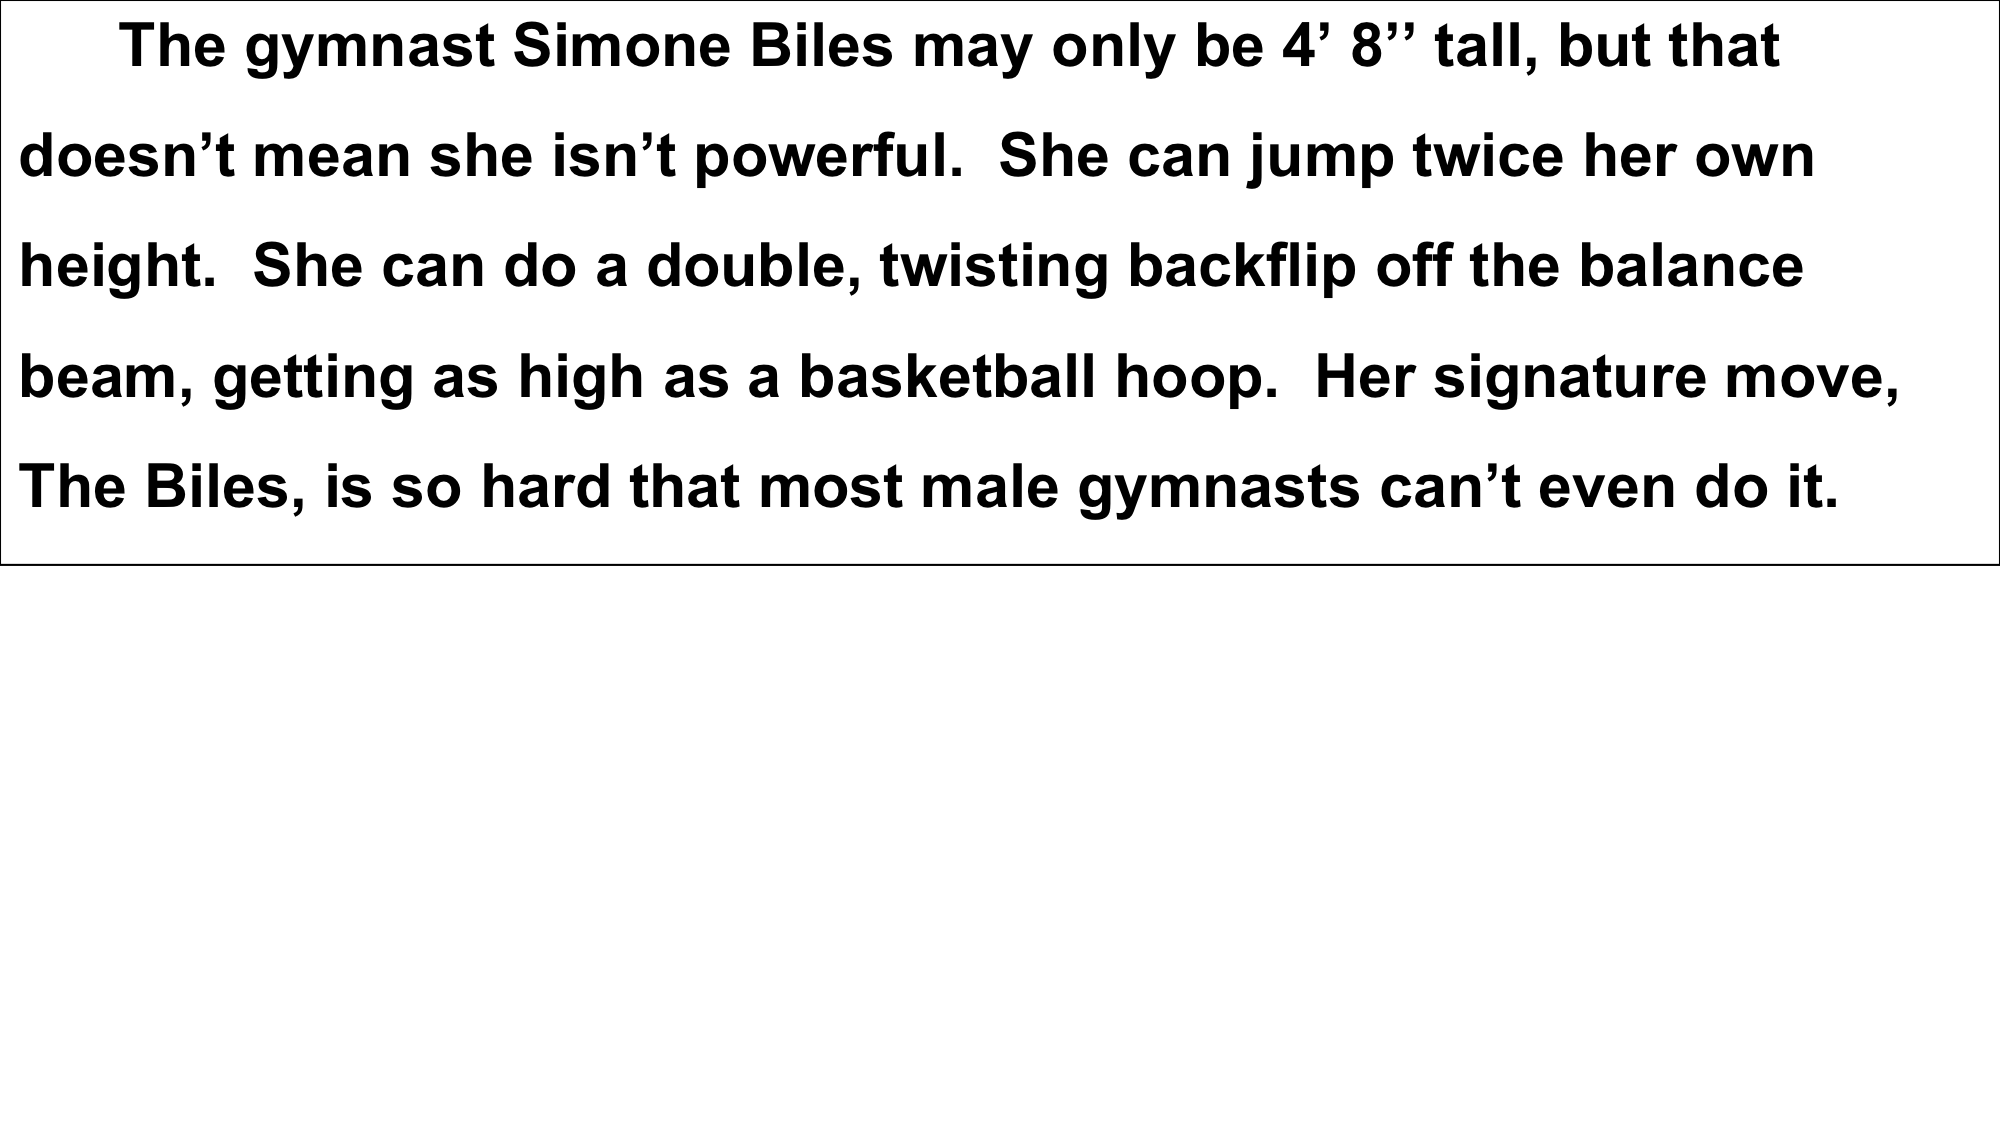 The gymnast Simone Biles may only be 4’ 8’’ tall, but that
doesn’t mean she isn’t powerful.  She can jump twice her own
height.  She can do a double, twisting backflip off the balance
beam, getting as high as a basketball hoop.  Her signature move,
The Biles, is so hard that most male gymnasts can’t even do it.